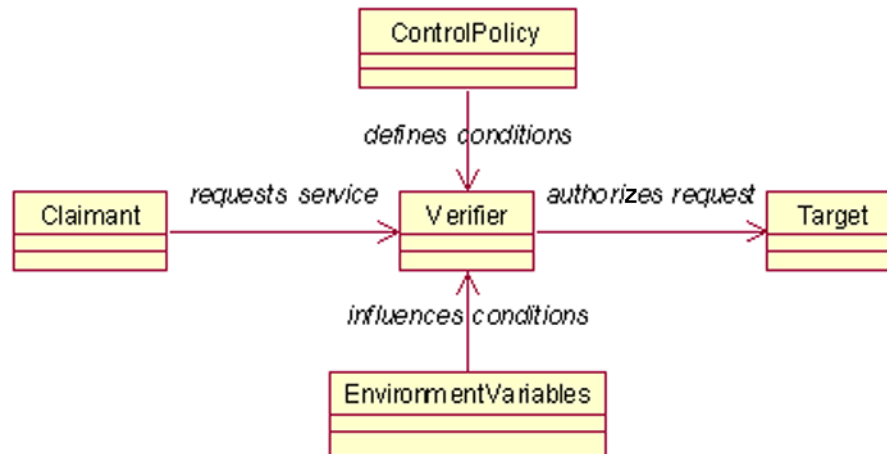 ControlPolicy
defines conditions
Claimant
requests service
Verifier
authorizes request
Target
influences conditions
EnvironmentVariables